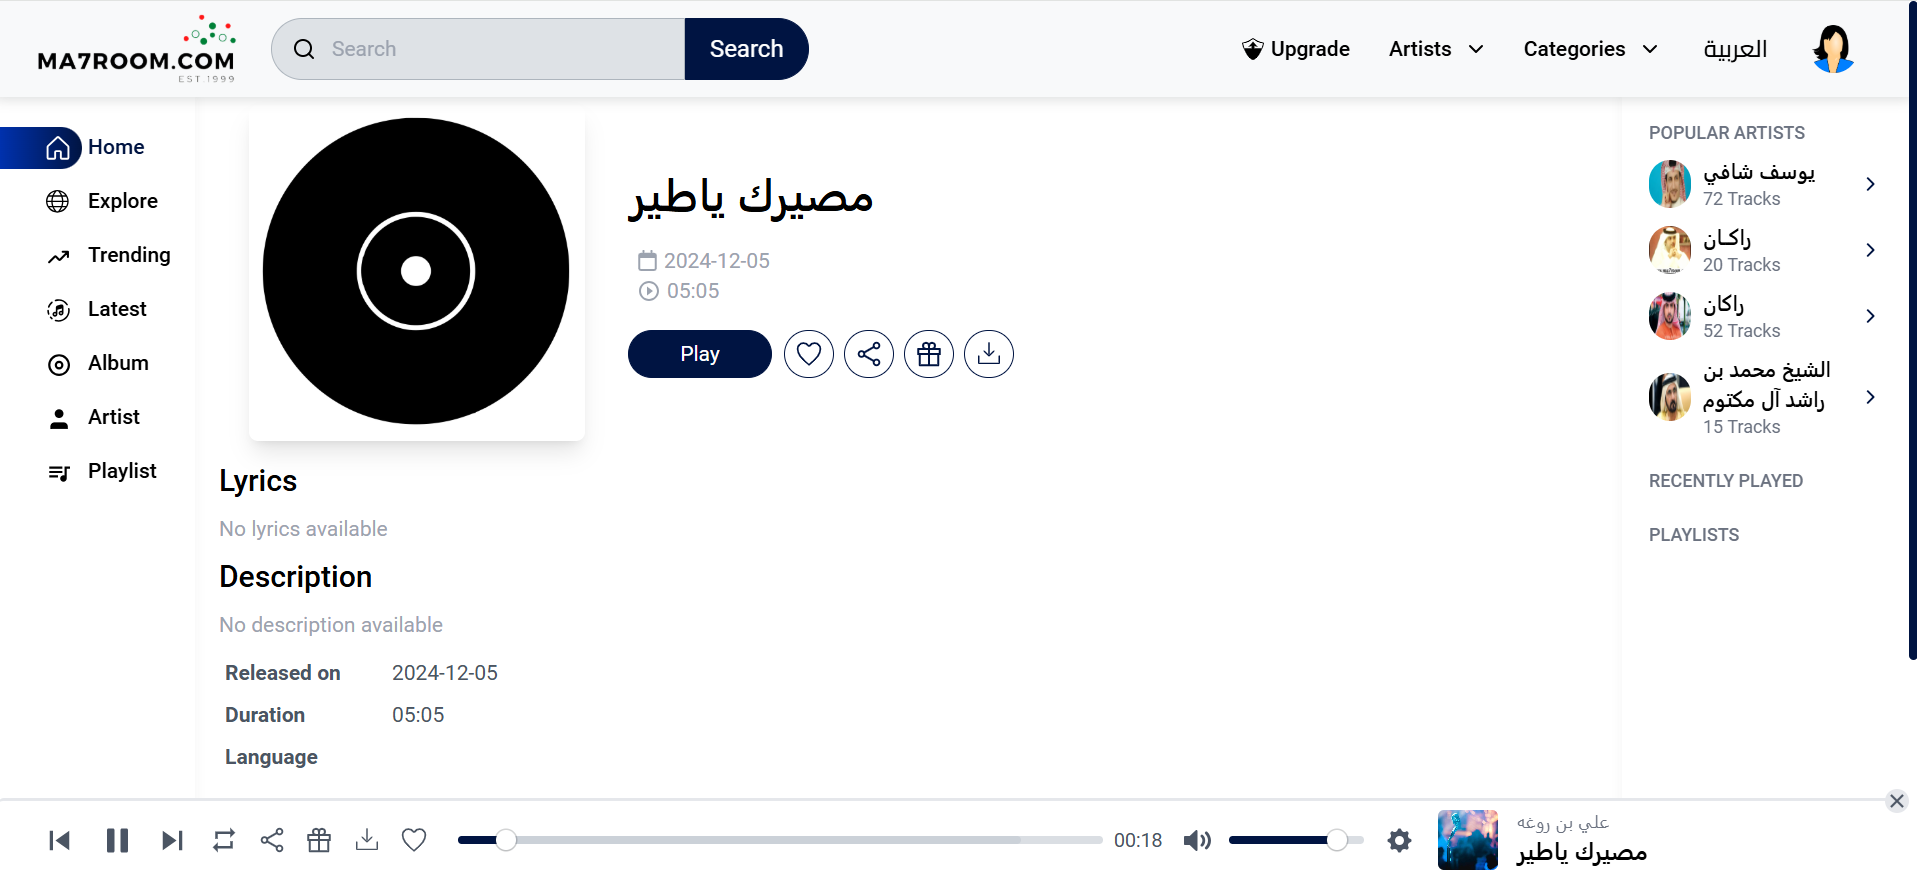 MA7ROOM.COM
EST 1999
Search
Search
Upgrade
Artists
Categories
العربية
Home
Explore
Trending
Latest
Album
Artist
Playlist
مصيرك ياطير
2024-12-05
05:05
Play
Lyrics
No lyrics available
Description
No description available
Released on 2024-12-05
Duration 05:05
Language
POPULAR ARTISTS
يوسف شافي
72 Tracks
راكـان
20 Tracks
راكان
52 Tracks
الشيخ محمد بن
راشد آل مكتوم
15 Tracks
RECENTLY PLAYED
PLAYLISTS
00:18
علي بن روغه
مصيرك ياطير